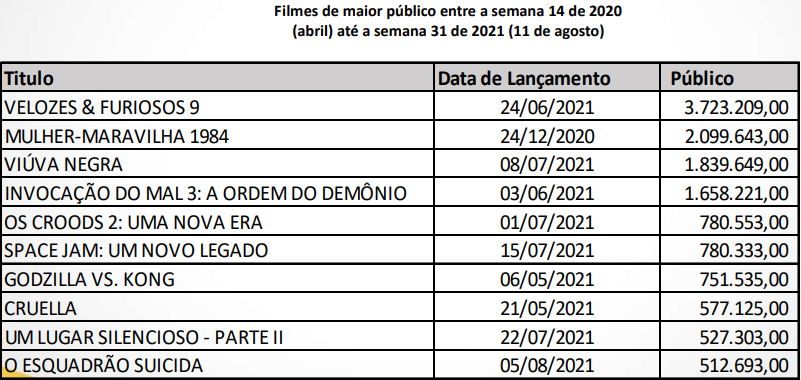 Filmes de maior público entre a semana 14 de 2020
(abril) até a semana 31 de 2021 (11 de agosto)
Titulo Data de Lançamento Público
VELOZES & FURIOSOS 9 24/06/2021 3.723.209,00
MULHER-MARAVILHA 1984 24/12/2020 2.099.643,00
VIÚVA NEGRA 08/07/2021 1.839.649,00
INVOCAÇÃO DO MAL 3: A ORDEM DO DEMÔNIO 03/06/2021 1.658.221,00
OS CROODS 2: UMA NOVA ERA 01/07/2021 780.553,00
SPACE JAM: UM NOVO LEGADO 15/07/2021 780.333,00
GODZILLA VS. KONG 06/05/2021 751.535,00
CRUELLA 21/05/2021 577.125,00
UM LUGAR SILENCIOSO - PARTE II 22/07/2021 527.303,00
O ESQUADRÃO SUICIDA 05/08/2021 512.693,00